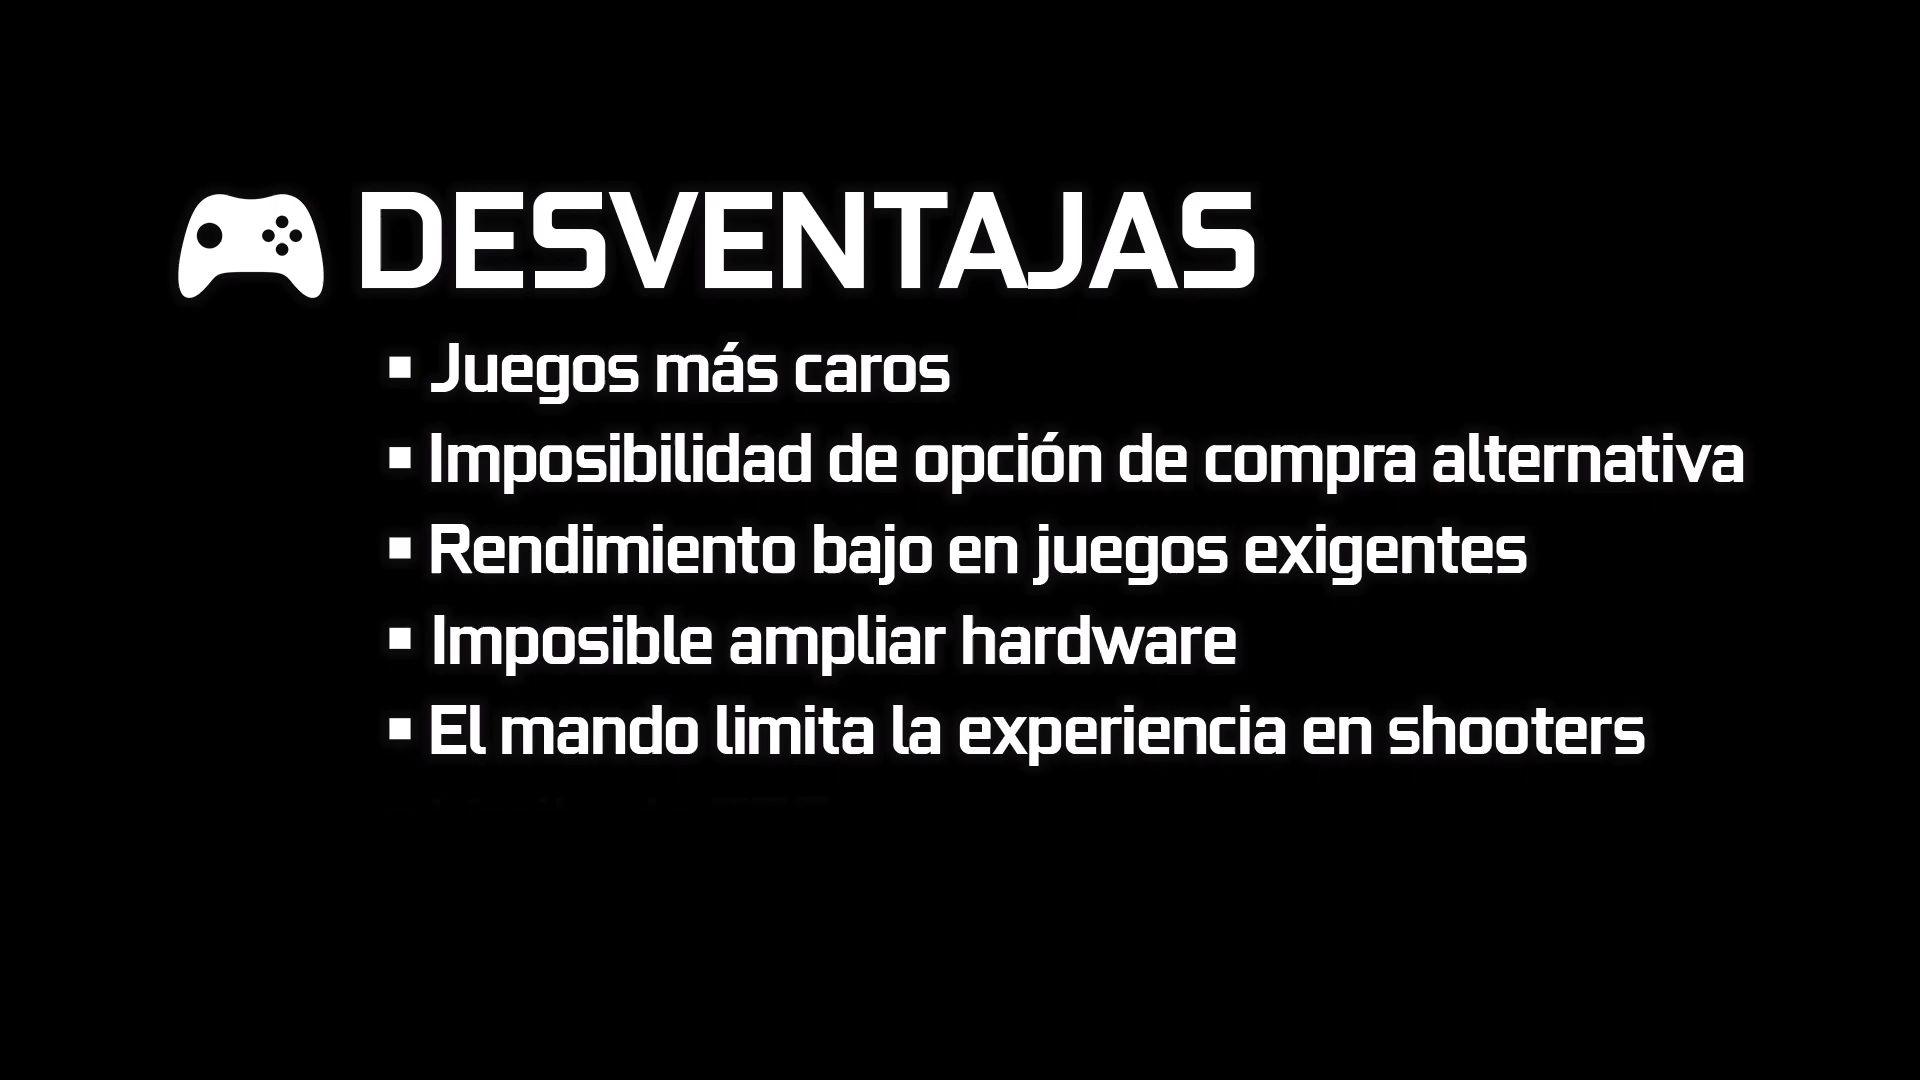 DESVENTAJAS
▪ Juegos más caros
▪ Imposibilidad de opción de compra alternativa
▪ Rendimiento bajo en juegos exigentes
▪ Imposible ampliar hardware
▪ El mando limita la experiencia en shooters